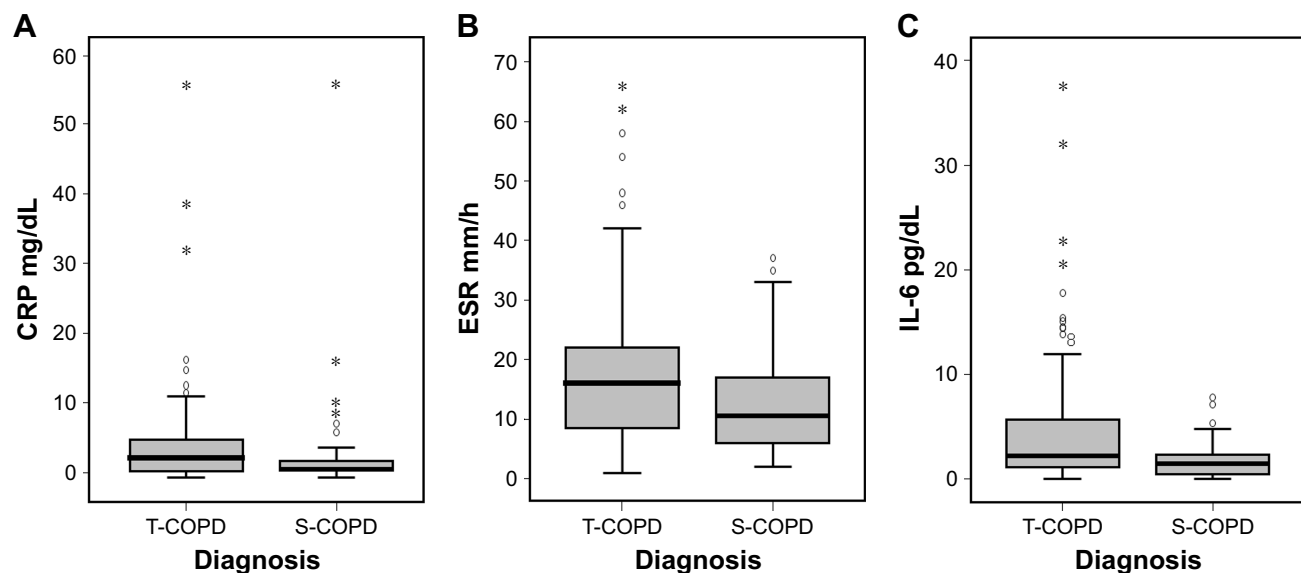 A
CRP mg/dL
60
50
40
30
20
10
0
T-COPD
S-COPD
Diagnosis
B
ESR mm/h
70
60
50
40
30
20
10
0
T-COPD
S-COPD
Diagnosis
C
IL-6 pg/dL
40
30
20
10
0
T-COPD
S-COPD
Diagnosis